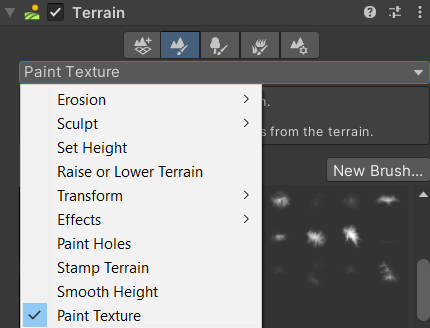 Terrain
Paint Texture
Erosion
n.
Sculpt
s from the terrain.
Set Height
Raise or Lower Terrain
New Brush...
Transform
Effects
Paint Holes
Stamp Terrain
Smooth Height
Paint Texture